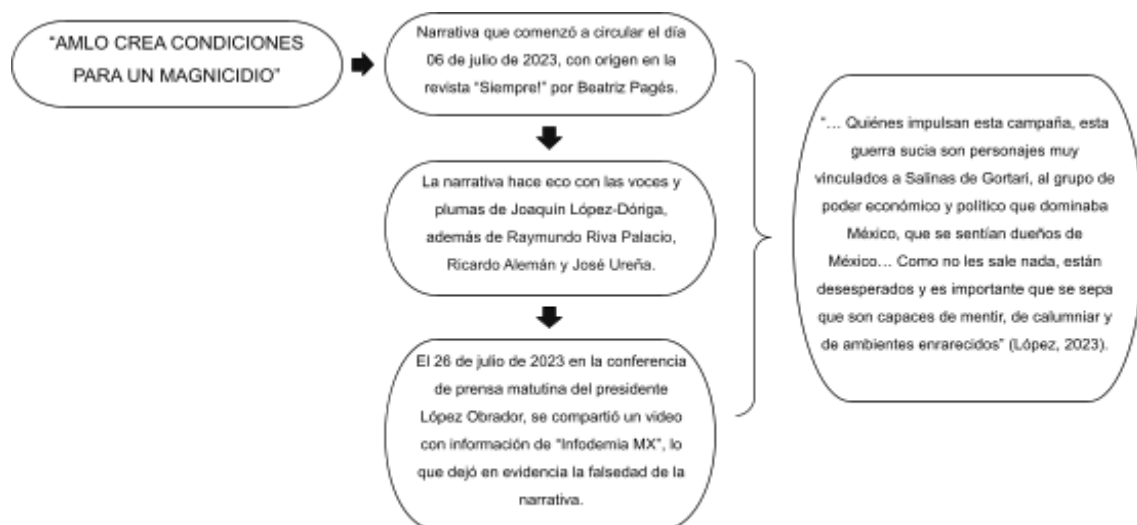 "AMLO CREA CONDICIONES
PARA UN MAGNICIDIO"
Narrativa que comenzó a circular el día
06 de julio de 2023, con origen en la
revista "Siempre!" por Beatriz Pagés.
La narrativa hace eco con las voces y
plumas de Joaquín López-Dóriga,
además de Raymundo Riva Palacio,
Ricardo Alemán y José Ureña.
El 26 de julio de 2023 en la conferencia
de prensa matutina del presidente
López Obrador, se compartió un video
con información de "Infodemia MX", lo
que dejó en evidencia la falsedad de la
narrativa.
"… Quiénes impulsan esta campaña, esta
guerra sucia son personajes muy
vinculados a Salinas de Gortari, al grupo de
poder económico y político que dominaba
México, que se sentían dueños de
México… Como no les sale nada, están
desesperados y es importante que se sepa
que son capaces de mentir, de calumniar y
de ambientes enrarecidos" (López, 2023).